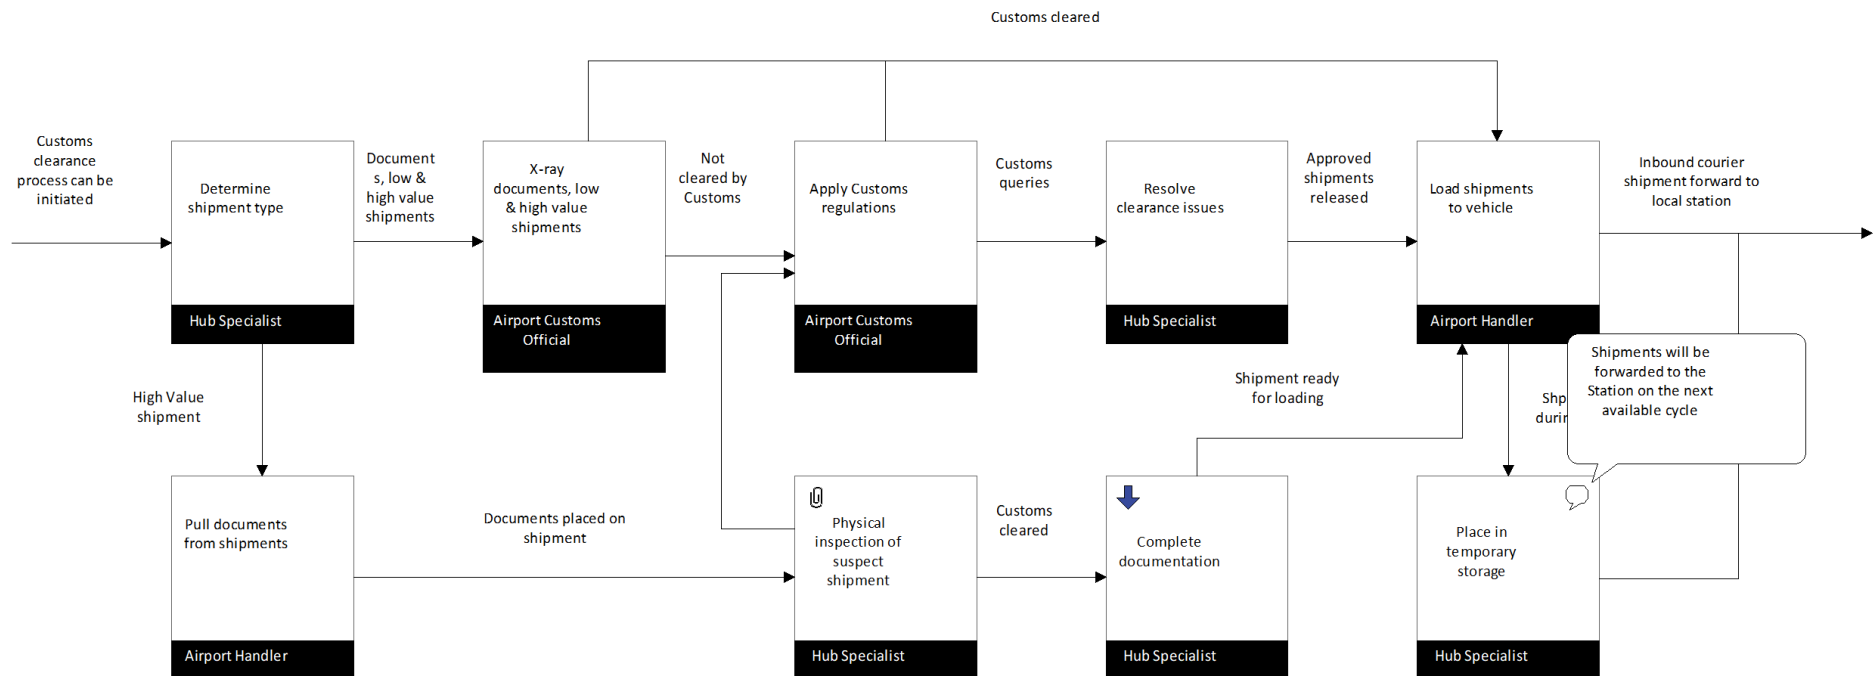 Customs cleared
Customs
clearance
process can be
initiated
Determine
shipment type
Hub Specialist
Document
s, low &
high value
shipments
X-ray
documents, low
& high value
shipments
Airport Customs
Official
Not
cleared by
Customs
Apply Customs
regulations
Airport Customs
Official
Customs
queries
Resolve
clearance issues
Hub Specialist
Approved
shipments
released
Load shipments
to vehicle
Airport Handler
Inbound courier
shipment forward to
local station
High Value
shipment
Shipment ready
for loading
Shipments will be
forwarded to the
Station on the next
available cycle
Pull documents
from shipments
Airport Handler
Documents placed on
shipment
Physical
inspection of
suspect
shipment
Hub Specialist
Customs
cleared
Complete
documentation
Hub Specialist
Place in
temporary
storage
Hub Specialist